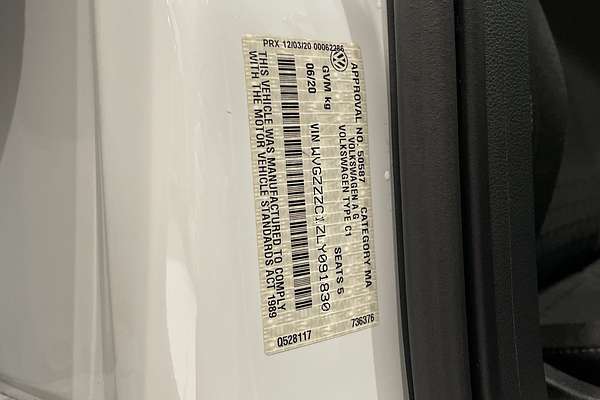 PRX 12/03/20 00062286
APPROVAL NO. 50587 CATEGORY MA
VOLKSWAGEN A G
VOLKSWAGEN TYPE C1
GVM kg SEATS 5
06/20 VIN WVGZZZC1ZLY091830
THIS VEHICLE WAS MANUFACTURED TO COMPLY
WITH THE MOTOR VEHICLE STANDARDS ACT 1989
Q528117 736376